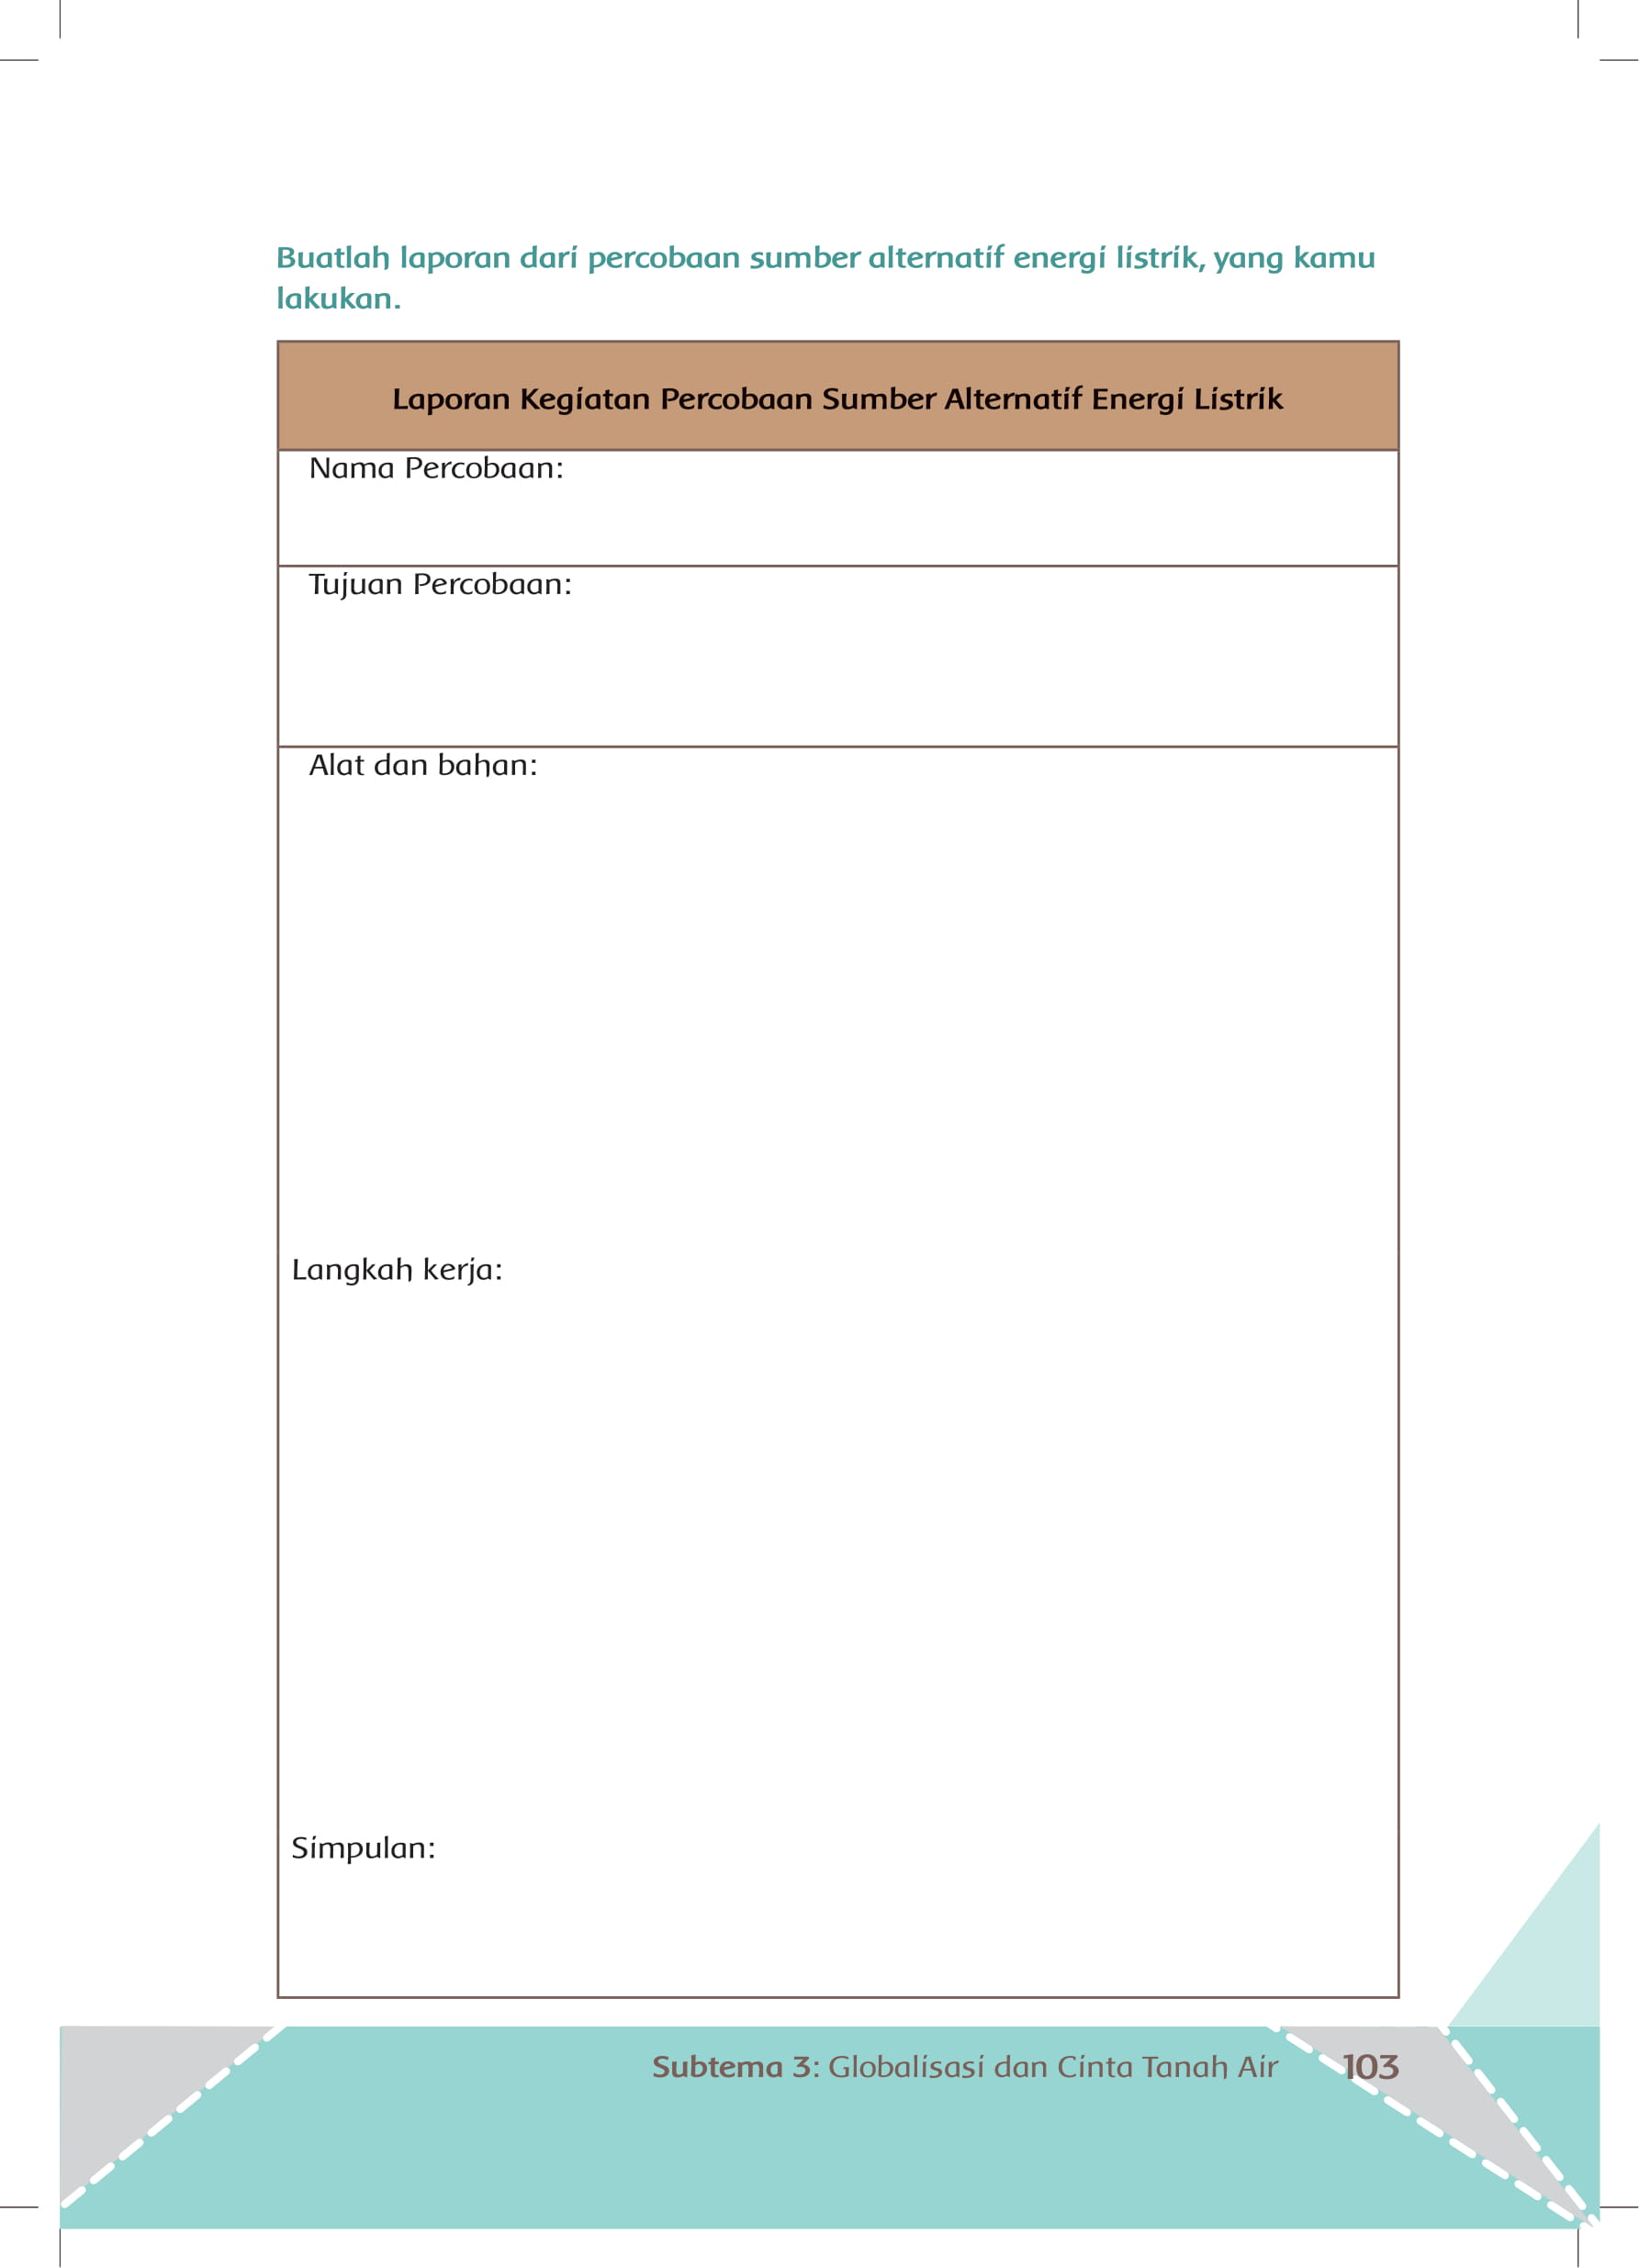 Buatlah laporan dari percobaan sumber alternatif energi listrik, yang kamu
lakukan.
Laporan Kegiatan Percobaan Sumber Alternatif Energi Listrik
Nama Percobaan:
Tujuan Percobaan:
Alat dan bahan:
Langkah kerja:
Simpulan:
Subtema 3: Globalisasi dan Cinta Tanah Air 103